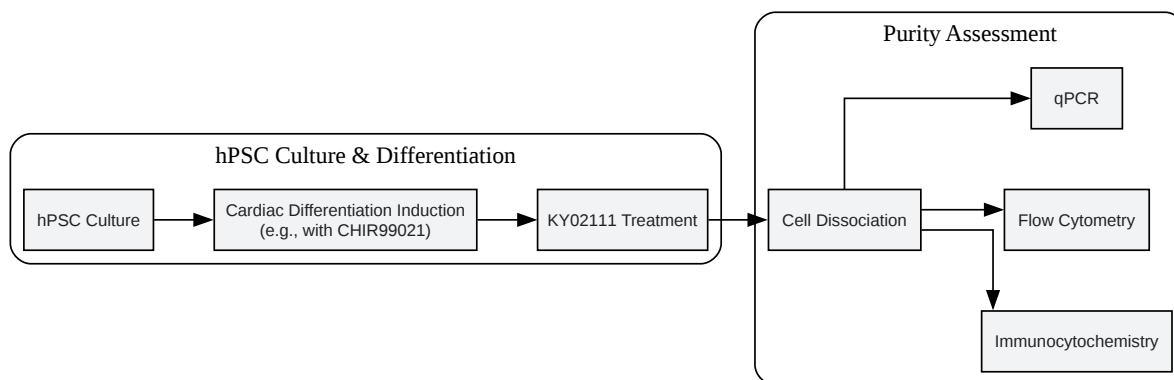 hPSC Culture & Differentiation
hPSC Culture
Cardiac Differentiation Induction
(e.g., with CHIR99021)
KY02111 Treatment
Purity Assessment
Cell Dissociation
qPCR
Flow Cytometry
Immunocytochemistry